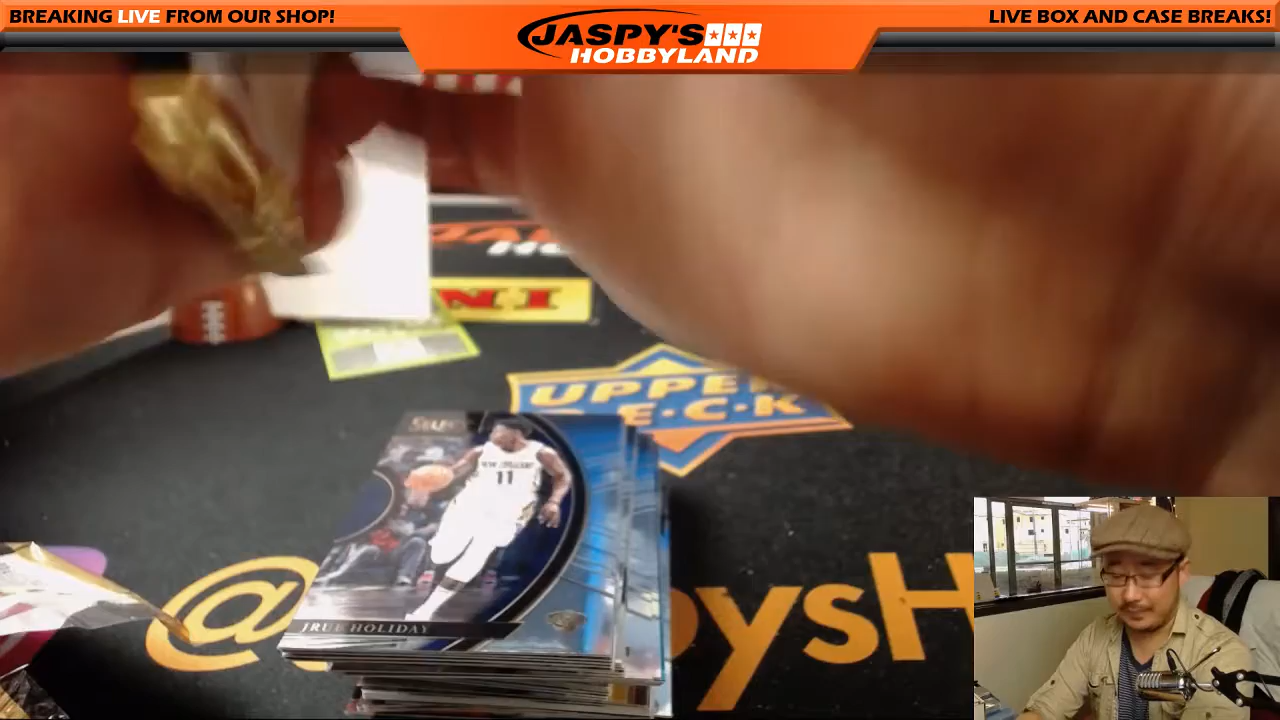 BREAKING LIVE FROM OUR SHOP!
JASPY'S
HOBBYLAND
LIVE BOX AND CASE BREAKS!
UPPER
D·E·C·K
SELECT
NEW ORLEANS
11
JRUE HOLIDAY
@
ysH